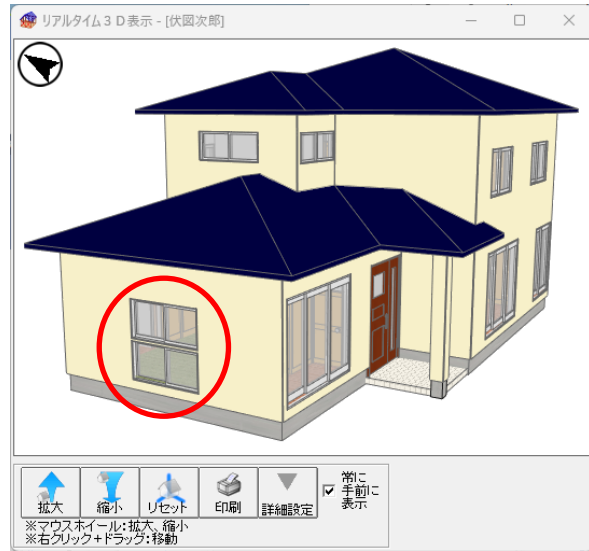 リアルタイム3D表示 - [伏図次郎]
拡大
縮小
リセット
印刷
詳細設定
常に
手前に
表示
※マウスホイール:拡大、縮小
※右クリック+ドラッグ:移動